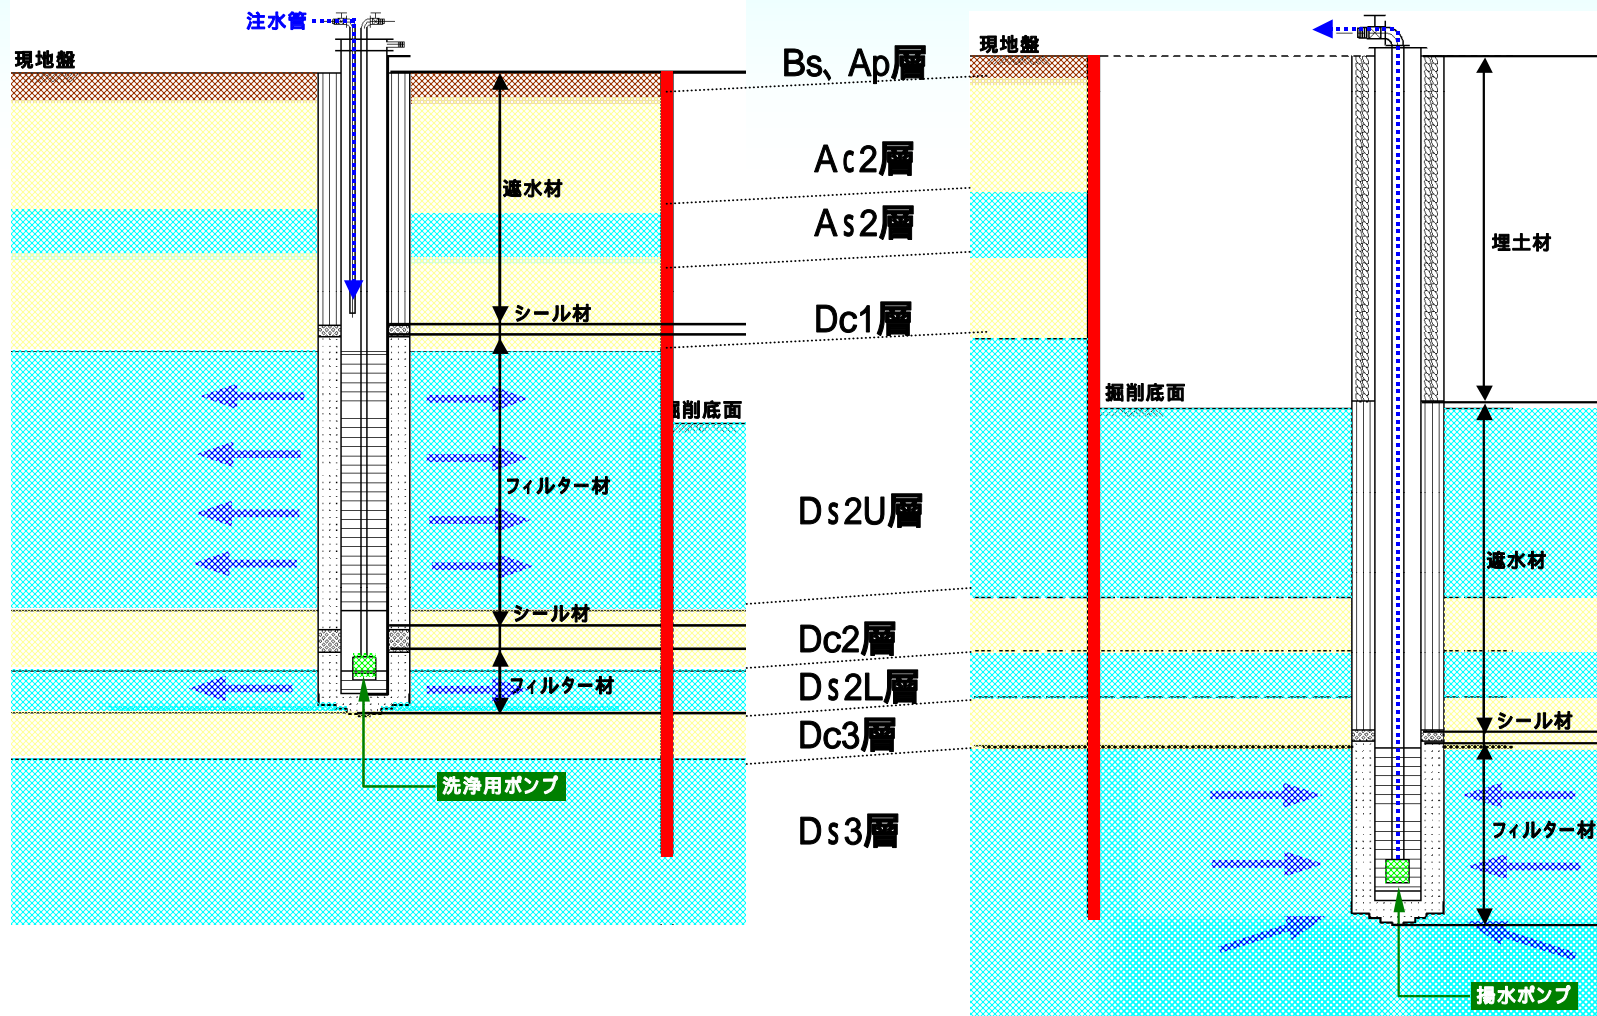 注水管
現地盤
遮水材
シール材
掘削底面
フィルター材
シール材
フィルター材
洗浄用ポンプ
Bs、Ap層
Ac2層
As2層
Dc1層
Ds2U層
Dc2層
Ds2L層
Dc3層
Ds3層
現地盤
埋土材
掘削底面
遮水材
シール材
フィルター材
揚水ポンプ